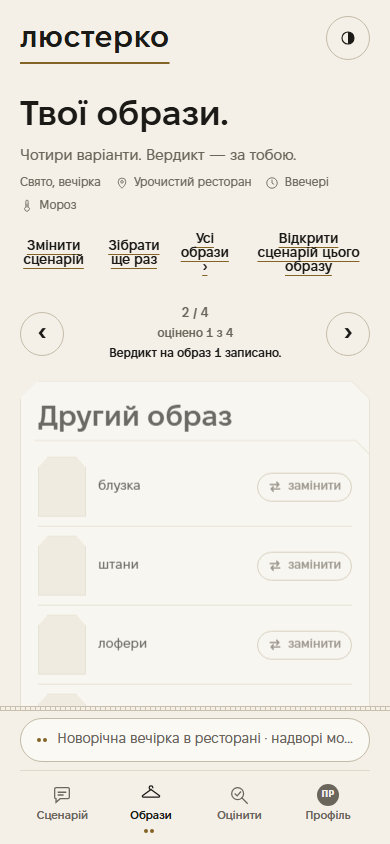 люстерко
Твої образи.
Чотири варіанти. Вердикт — за тобою.
Свято, вечірка Урочистий ресторан Ввечері
Мороз
Змінити сценарій
Зібрати ще раз
Усі образи ›
Відкрити сценарій цього образу
2 / 4
оцінено 1 з 4
Вердикт на образ 1 записано.
Другий образ
блузка замінити
штани замінити
лофери замінити
Новорічна вечірка в ресторані · надворі мо...
ПР
Сценарій Образи Оцінити Профіль